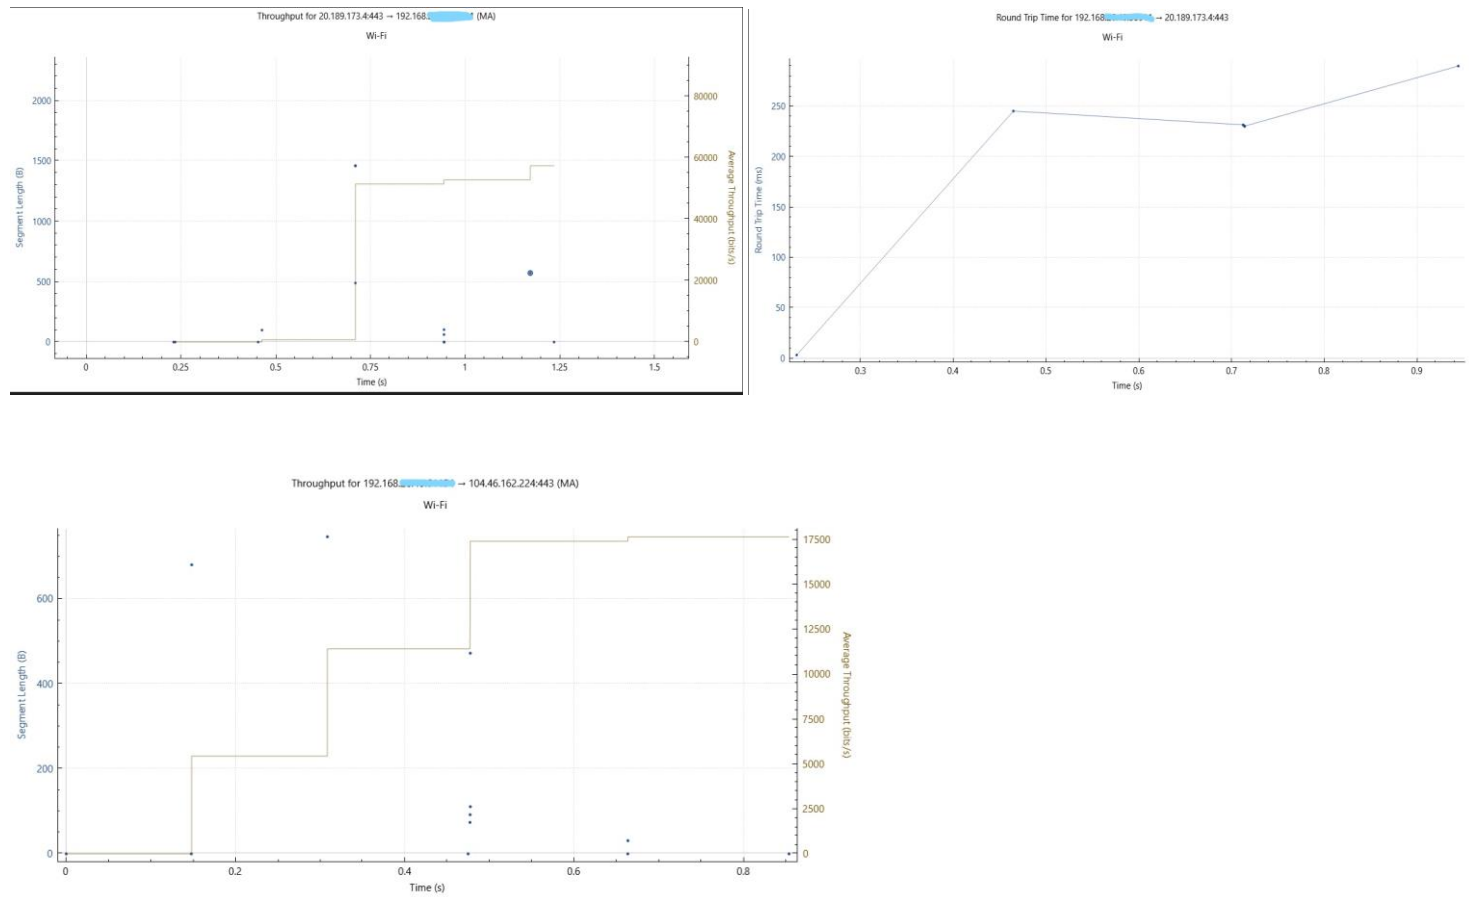 Throughput for 20.189.173.4:443 → 192.168. (MA)
Wi-Fi
2000
1500
1000
500
0
Segment Length (B)
80000
60000
40000
20000
0
Average Throughput (bits/s)
0 0.25 0.5 0.75 1 1.25 1.5
Time (s)
Round Trip Time for 192.168. → 20.189.173.4:443
Wi-Fi
250
200
150
100
50
0
Round Trip Time (ms)
0.3 0.4 0.5 0.6 0.7 0.8 0.9
Time (s)
Throughput for 192.168. → 104.46.162.224:443 (MA)
Wi-Fi
600
400
200
0
Segment Length (B)
17500
15000
12500
10000
7500
5000
2500
0
Average Throughput (bits/s)
0 0.2 0.4 0.6 0.8
Time (s)